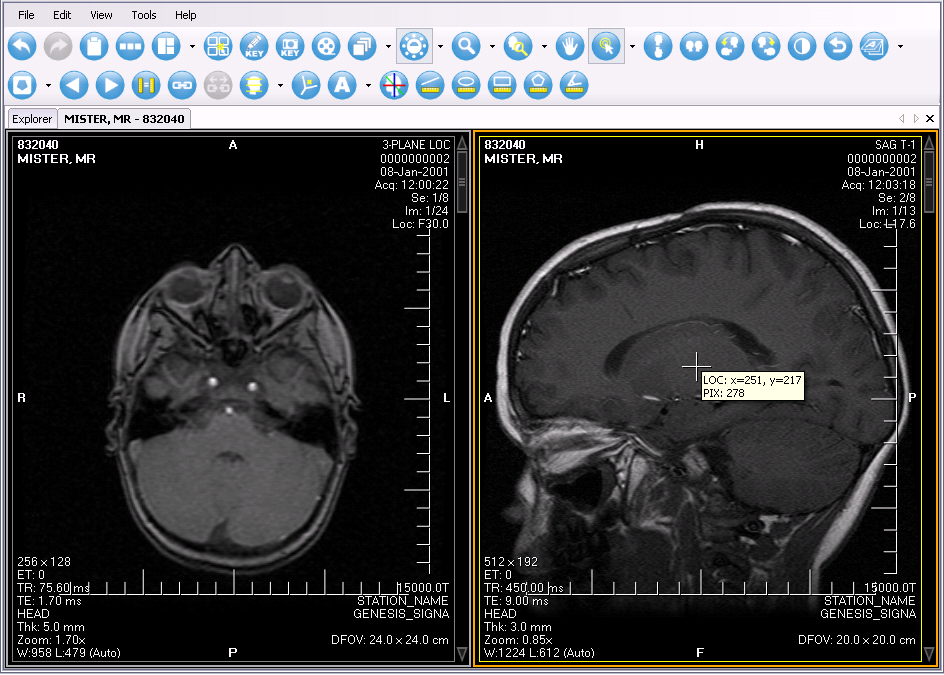 File Edit View Tools Help
KEY KEY A
Explorer MISTER, MR - 832040
832040 A 3-PLANE LOC
MISTER, MR 0000000002
08-Jan-2001
Acq: 12:00:22
Se: 1/8
Im: 1/24
Loc: F30.0
R L
256 x 128
ET: 0
TR: 75.60 ms 15000.0T
TE: 1.70 ms STATION_NAME
HEAD GENESIS_SIGNA
Thk: 5.0 mm
Zoom: 1.70x DFOV: 24.0 x 24.0 cm
W:958 L:479 (Auto) P
832040 H SAG T-1
MISTER, MR 0000000002
08-Jan-2001
Acq: 12:03:18
Se: 2/8
Im: 1/13
Loc: L17.6
LOC: x=251, y=217
PIX: 278
A P
512 x 192
ET: 0
TR: 450.00 ms 15000.0T
TE: 9.00 ms STATION_NAME
HEAD GENESIS_SIGNA
Thk: 3.0 mm
Zoom: 0.85x DFOV: 20.0 x 20.0 cm
W:1224 L:612 (Auto) F